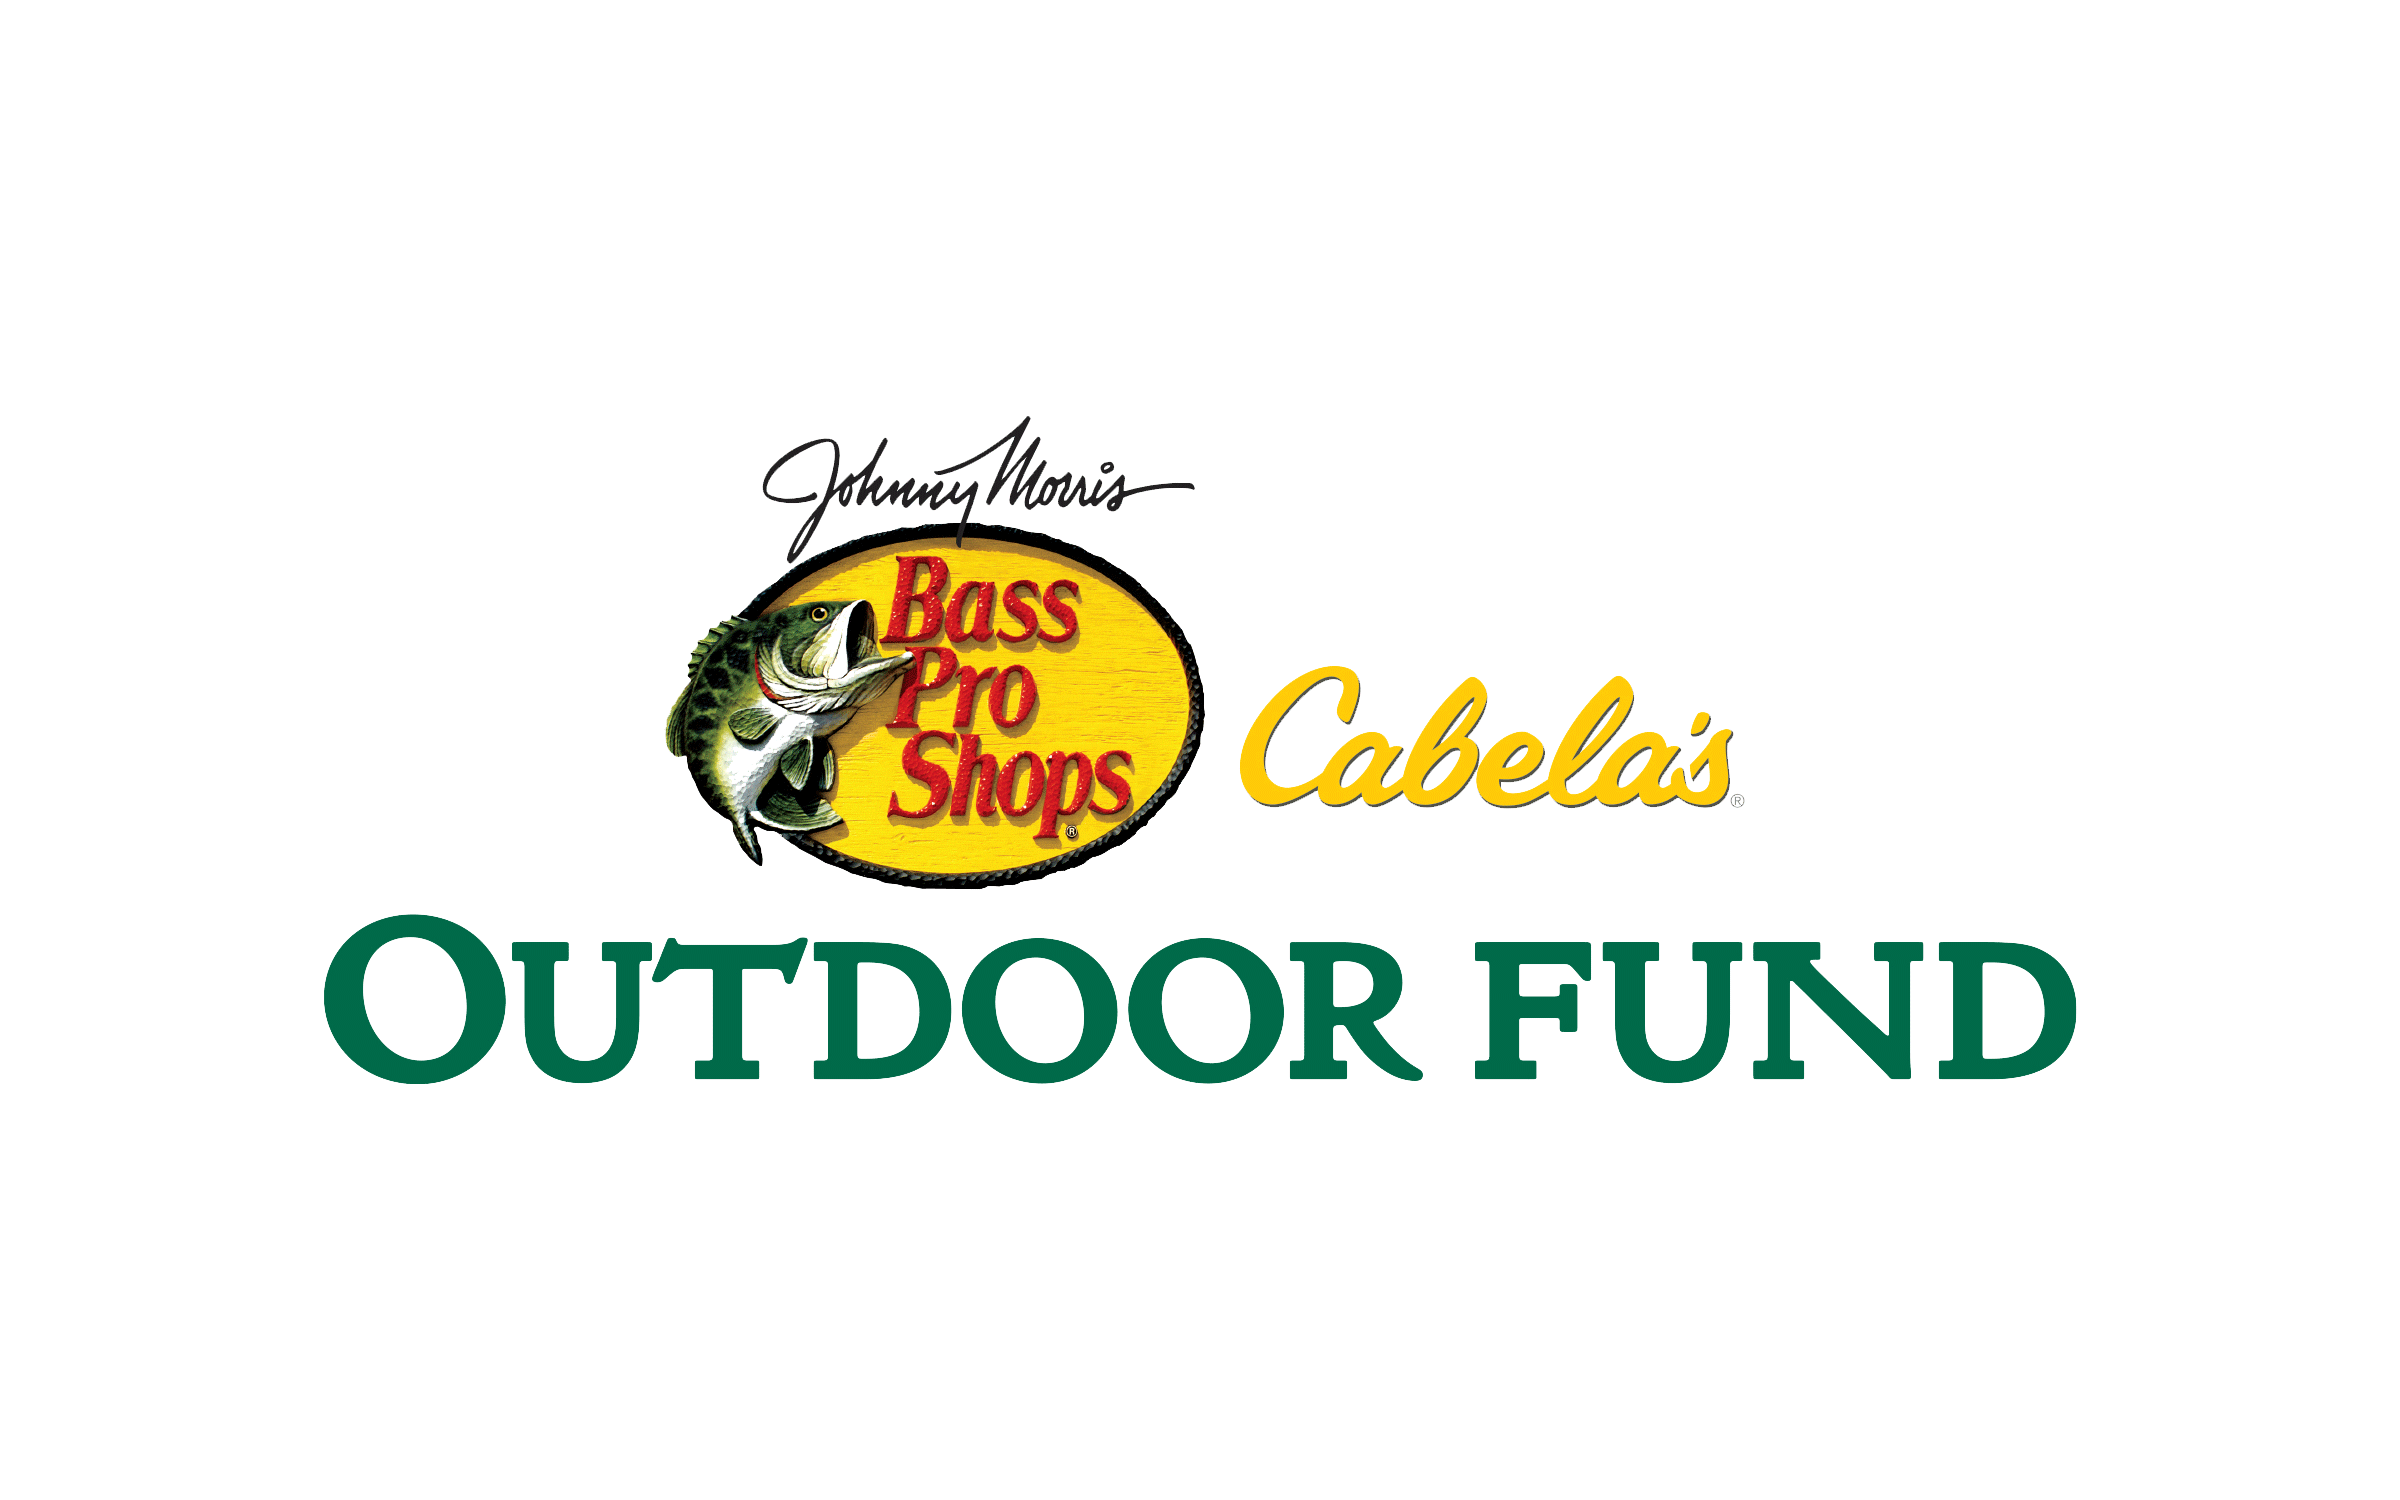 Johnny Morris
Bass
Pro
Shops®
Cabela's®
OUTDOOR FUND